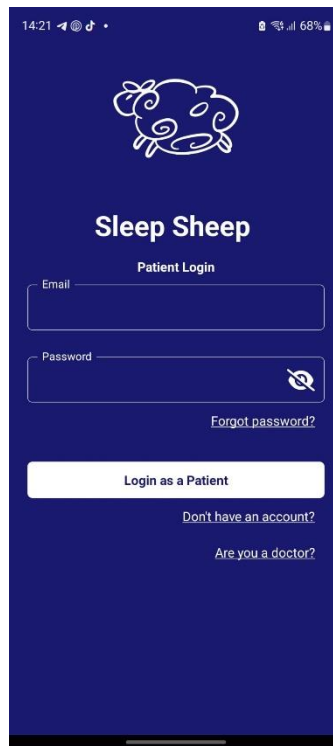 14:21
68%
Sleep Sheep
Patient Login
Email
Password
Forgot password?
Login as a Patient
Don't have an account?
Are you a doctor?